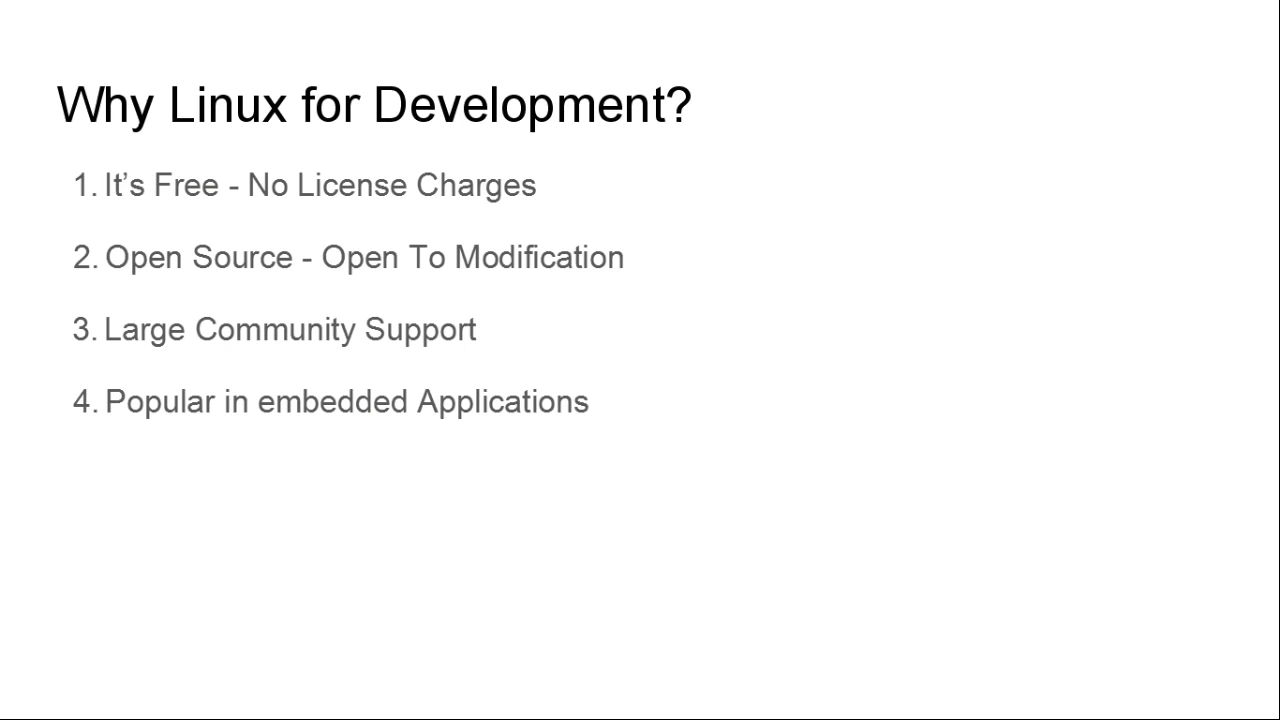 Why Linux for Development?
1. It’s Free - No License Charges
2. Open Source - Open To Modification
3. Large Community Support
4. Popular in embedded Applications